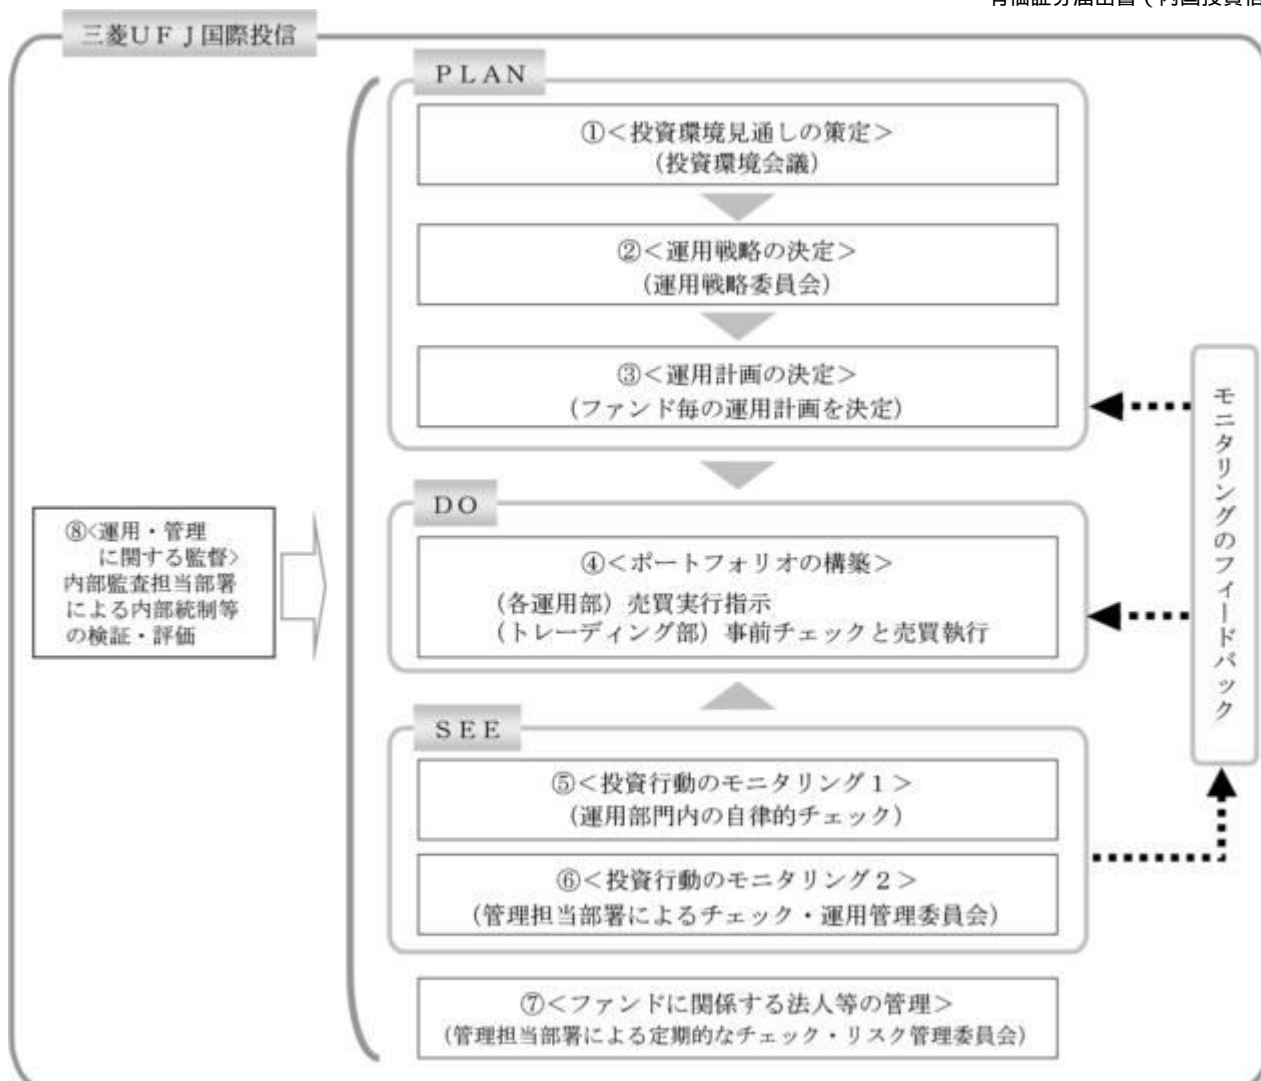 三菱UFJ国際投信
PLAN
①<投資環境見通しの策定>
(投資環境会議)
②<運用戦略の決定>
(運用戦略委員会)
③<運用計画の決定>
(ファンド毎の運用計画を決定)
DO
④<ポートフォリオの構築>
(各運用部) 売買実行指示
(トレーディング部) 事前チェックと売買執行
SEE
⑤<投資行動のモニタリング1>
(運用部門内の自律的チェック)
⑥<投資行動のモニタリング2>
(管理担当部署によるチェック・運用管理委員会)
⑦<ファンドに関係する法人等の管理>
(管理担当部署による定期的なチェック・リスク管理委員会)
⑧<運用・管理
に関する監督>
内部監査担当部署
による内部統制等
の検証・評価
モニタリングのフィードバック